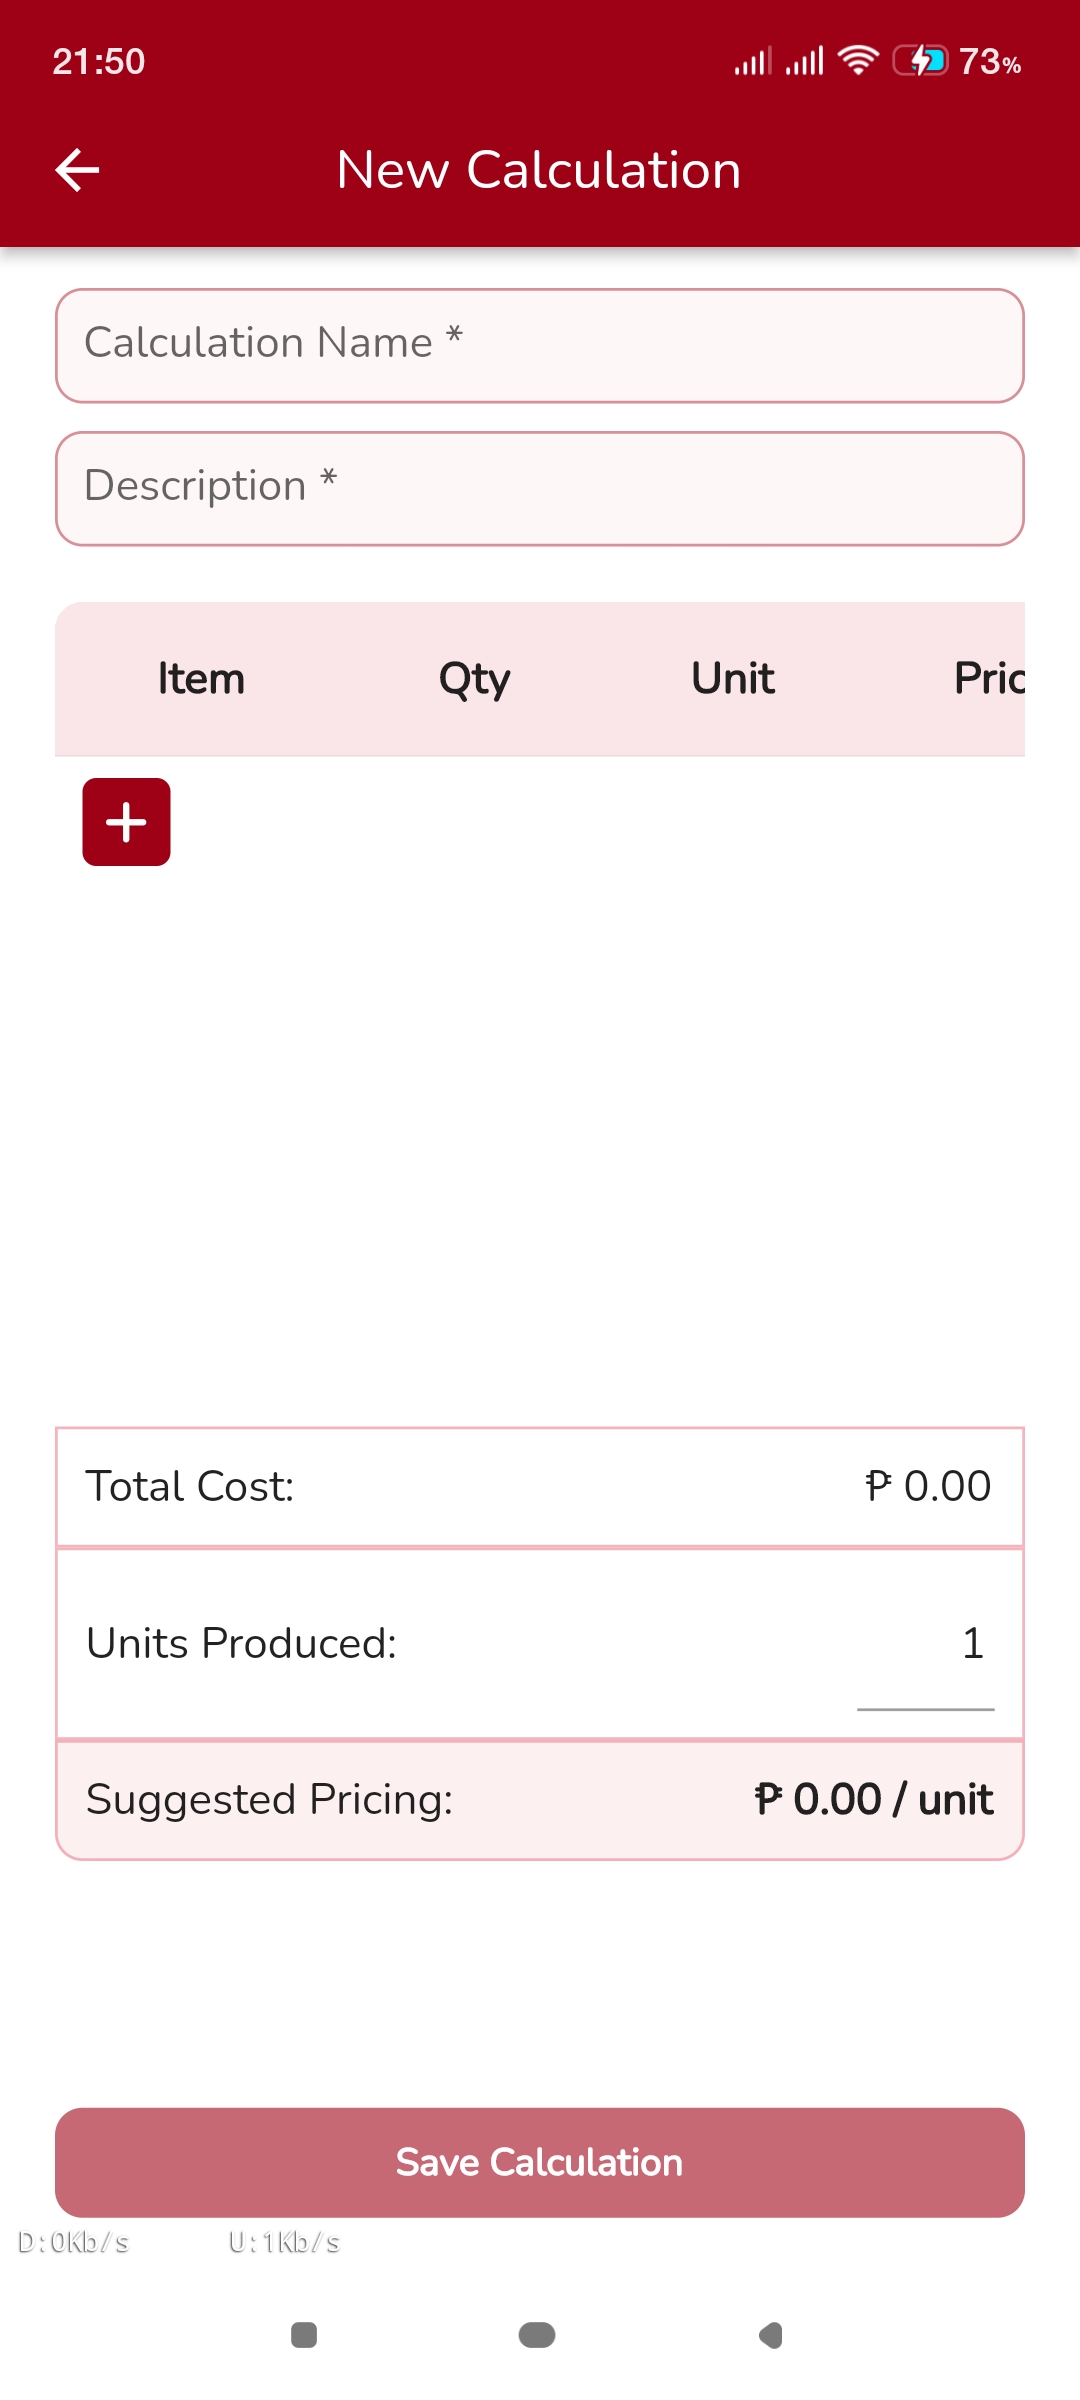 21:50
73%
New Calculation
Calculation Name *
Description *
Item Qty Unit Pric
Total Cost: ₱ 0.00
Units Produced: 1
Suggested Pricing: ₱ 0.00 / unit
Save Calculation
D:0Kb/s U:1Kb/s